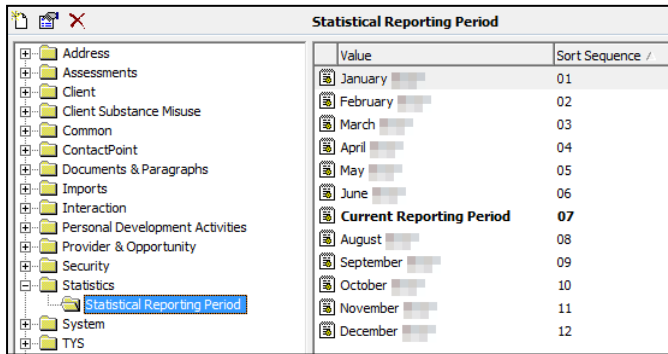 Statistical Reporting Period
Address
Assessments
Client
Client Substance Misuse
Common
ContactPoint
Documents & Paragraphs
Imports
Interaction
Personal Development Activities
Provider & Opportunity
Security
Statistics
Statistical Reporting Period
System
TYS
Value Sort Sequence
January 01
February 02
March 03
April 04
May 05
June 06
Current Reporting Period 07
August 08
September 09
October 10
November 11
December 12